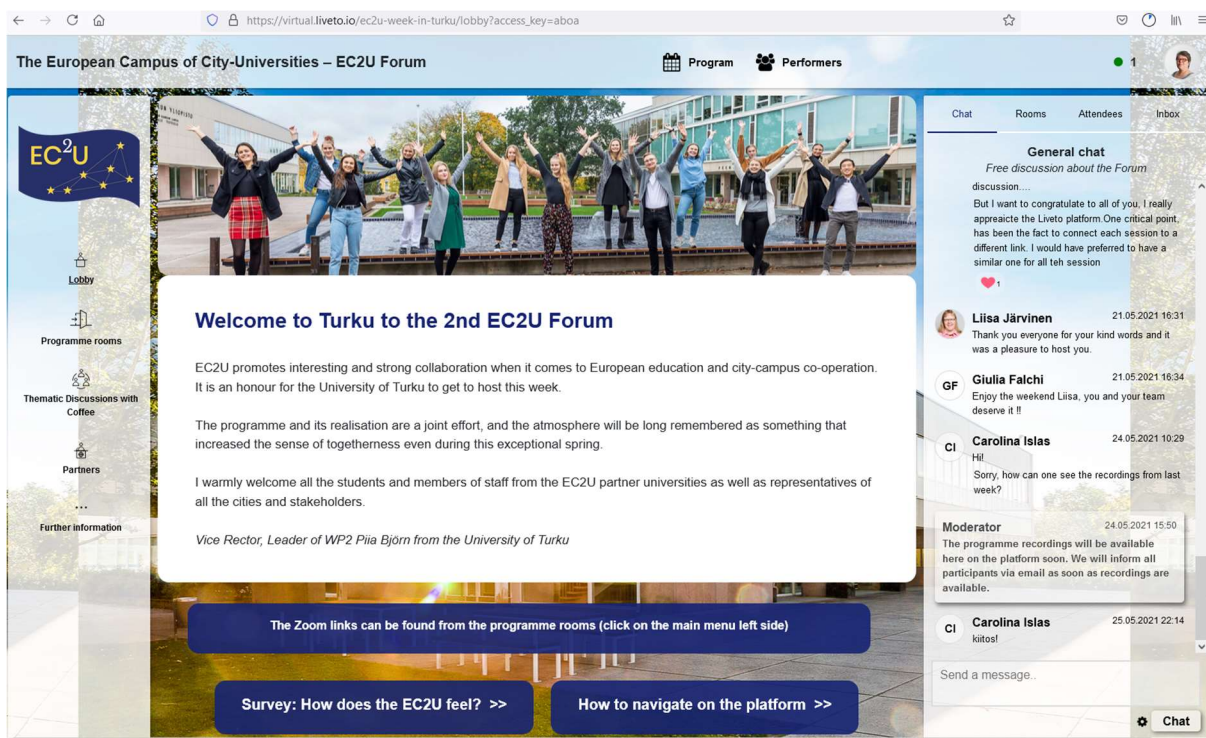 https://virtual.liveto.io/ec2u-week-in-turku/lobby?access_key=aboa
The European Campus of City-Universities – EC2U Forum
Program
Performers
1
EC2U
Lobby
Programme rooms
Thematic Discussions with
Coffee
Partners
...
Further information
Welcome to Turku to the 2nd EC2U Forum
EC2U promotes interesting and strong collaboration when it comes to European education and city-campus co-operation.
It is an honour for the University of Turku to get to host this week.
The programme and its realisation are a joint effort, and the atmosphere will be long remembered as something that
increased the sense of togetherness even during this exceptional spring.
I warmly welcome all the students and members of staff from the EC2U partner universities as well as representatives of
all the cities and stakeholders.
Vice Rector, Leader of WP2 Piia Björn from the University of Turku
The Zoom links can be found from the programme rooms (click on the main menu left side)
Survey: How does the EC2U feel? >>
How to navigate on the platform >>
Chat
Rooms
Attendees
Inbox
General chat
Free discussion about the Forum
discussion....
But I want to congratulate to all of you, I really
appreaicte the Liveto platform.One critical point,
has been the fact to connect each session to a
different link. I would have preferred to have a
similar one for all teh session
1
Liisa Järvinen
21.05.2021 16:31
Thank you everyone for your kind words and it
was a pleasure to host you.
GF
Giulia Falchi
21.05.2021 16:34
Enjoy the weekend Liisa, you and your team
deserve it !!
CI
Carolina Islas
24.05.2021 10:29
Hi!
Sorry, how can one see the recordings from last
week?
Moderator
24.05.2021 15:50
The programme recordings will be available
here on the platform soon. We will inform all
participants via email as soon as recordings are
available.
CI
Carolina Islas
25.05.2021 22:14
kiitos!
Send a message..
Chat